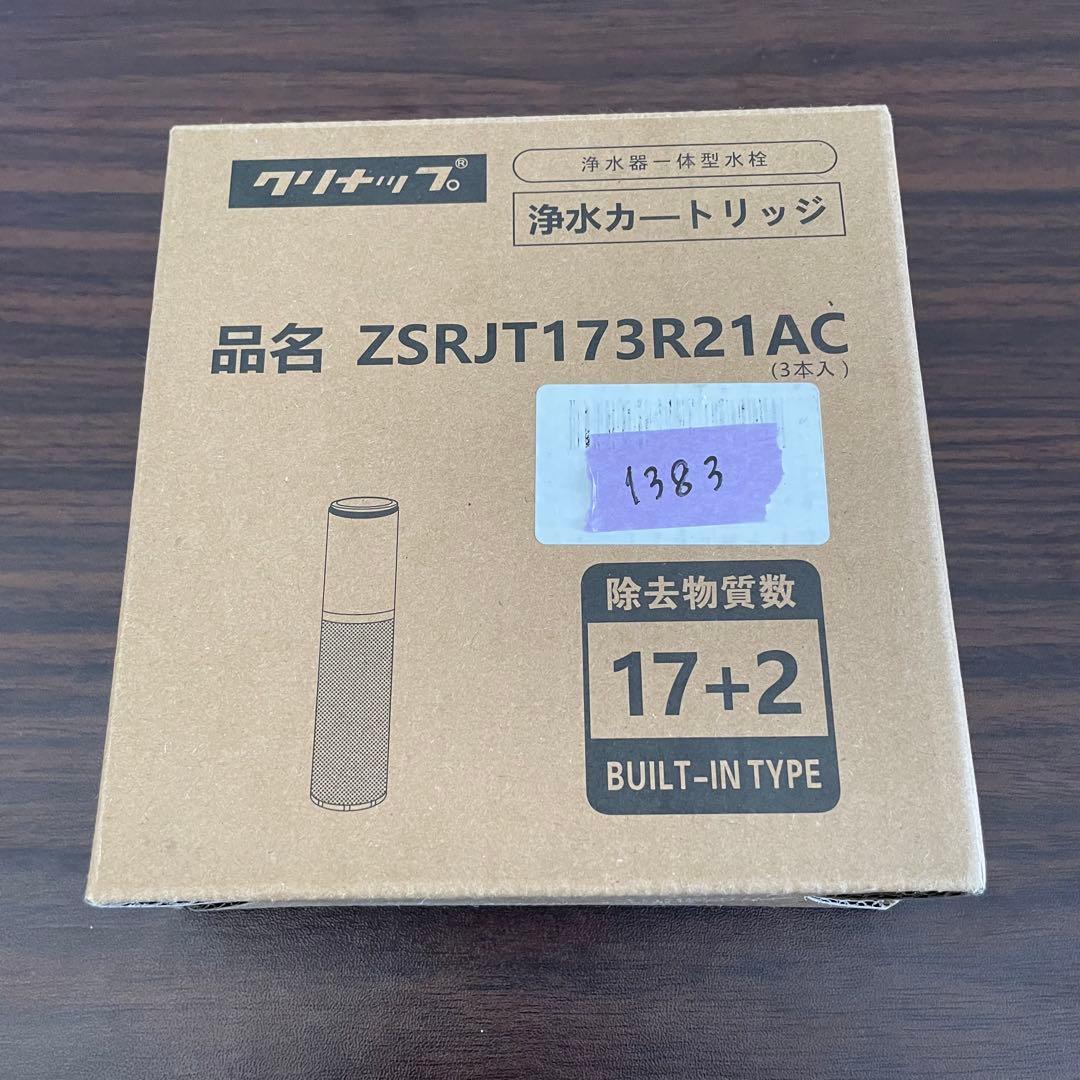 クリナップ®
浄水器一体型水栓
浄水カートリッジ
品名 ZSRJT173R21AC
(3本入)
1383
除去物質数
17+2
BUILT-IN TYPE